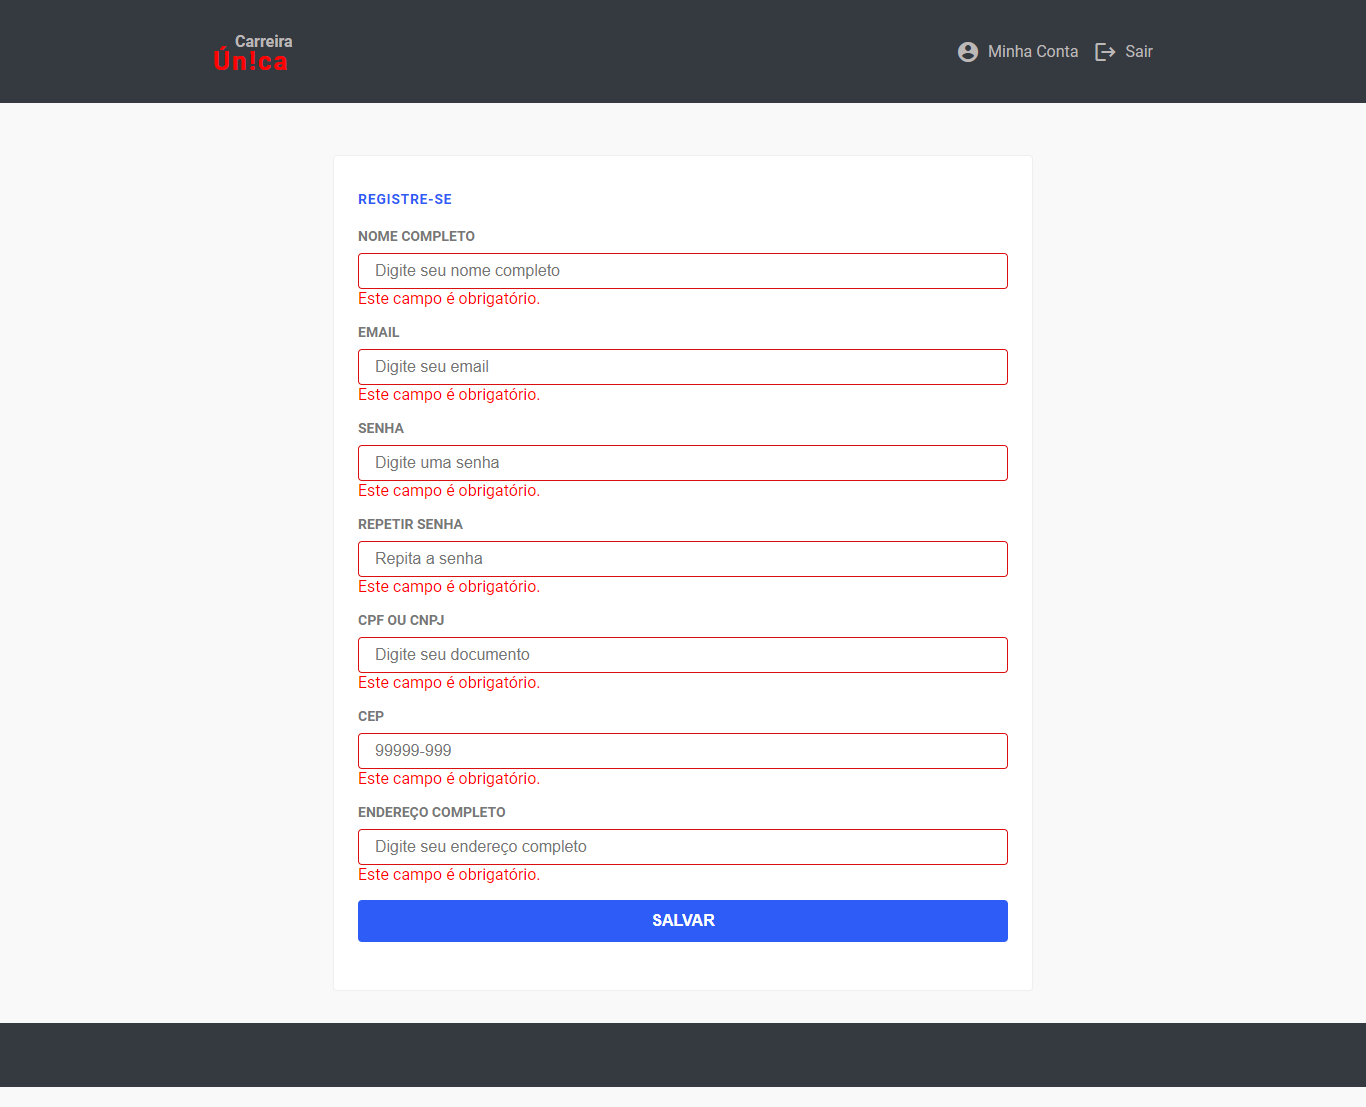 Carreira
Ún!ca
Minha Conta
Sair
REGISTRE-SE
NOME COMPLETO
Digite seu nome completo
Este campo é obrigatório.
EMAIL
Digite seu email
Este campo é obrigatório.
SENHA
Digite uma senha
Este campo é obrigatório.
REPETIR SENHA
Repita a senha
Este campo é obrigatório.
CPF OU CNPJ
Digite seu documento
Este campo é obrigatório.
CEP
99999-999
Este campo é obrigatório.
ENDEREÇO COMPLETO
Digite seu endereço completo
Este campo é obrigatório.
SALVAR